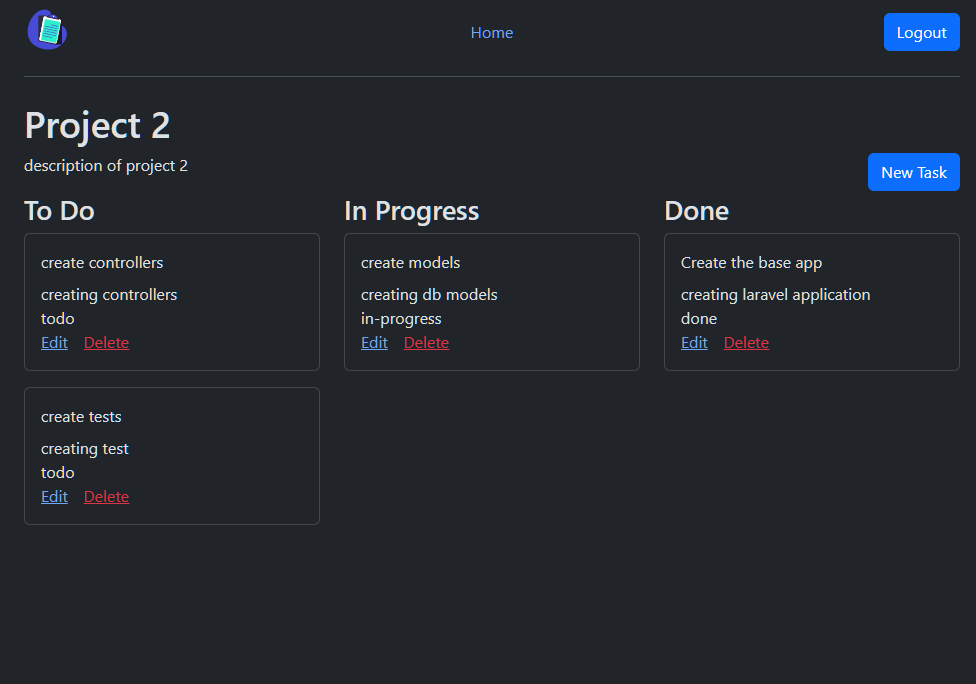 Home
Logout
Project 2
description of project 2
New Task
To Do
create controllers
creating controllers
todo
Edit Delete
create tests
creating test
todo
Edit Delete
In Progress
create models
creating db models
in-progress
Edit Delete
Done
Create the base app
creating laravel application
done
Edit Delete